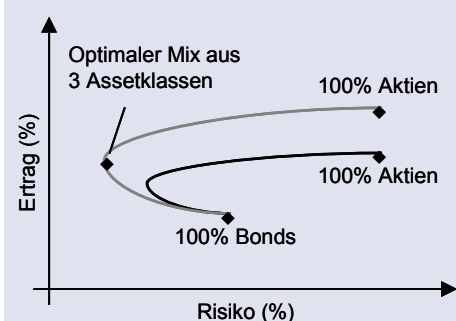 Optimaler Mix aus
3 Assetklassen
100% Aktien
100% Aktien
100% Bonds
Ertrag (%)
Risiko (%)